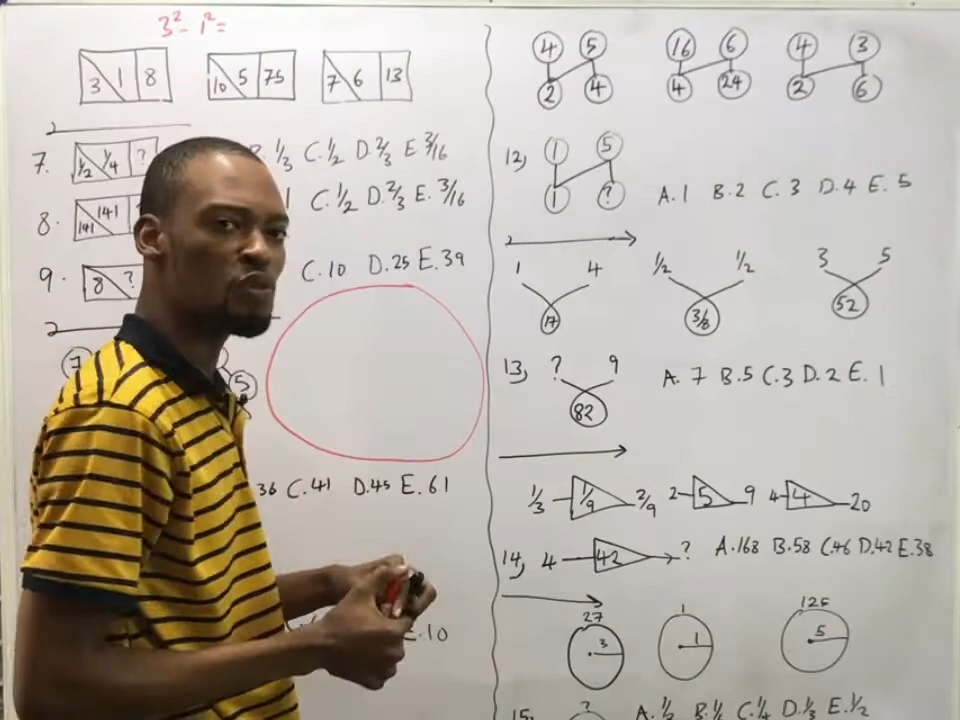 3² - 1² =
3 1 8 10 5 75 7 6 13
7. ½ ¼ ? B. ⅓ C. ½ D. ⅔ E. 3/16
8. 141 141 C. ½ D. ⅔ E. 3/16
9. 8 ? C. 10 D. 25 E. 39
7 5
36 C. 41 D. 45 E. 61
E. 10
4 5 16 6 4 3
2 4 4 24 2 6
12, 1 5
1 ? A. 1 B. 2 C. 3 D. 4 E. 5
1 4 ½ ½ 3 5
17 3/8 52
13, ? 9 A. 7 B. 5 C. 3 D. 2 E. 1
82
⅓ 1/9 2/9 2 5 9 4 4 20
14, 4 42 ? A. 168 B. 58 C. 46 D. 42 E. 38
27 1 125
3 1 5
15, ? C. ¼ D. ⅓ E. ½